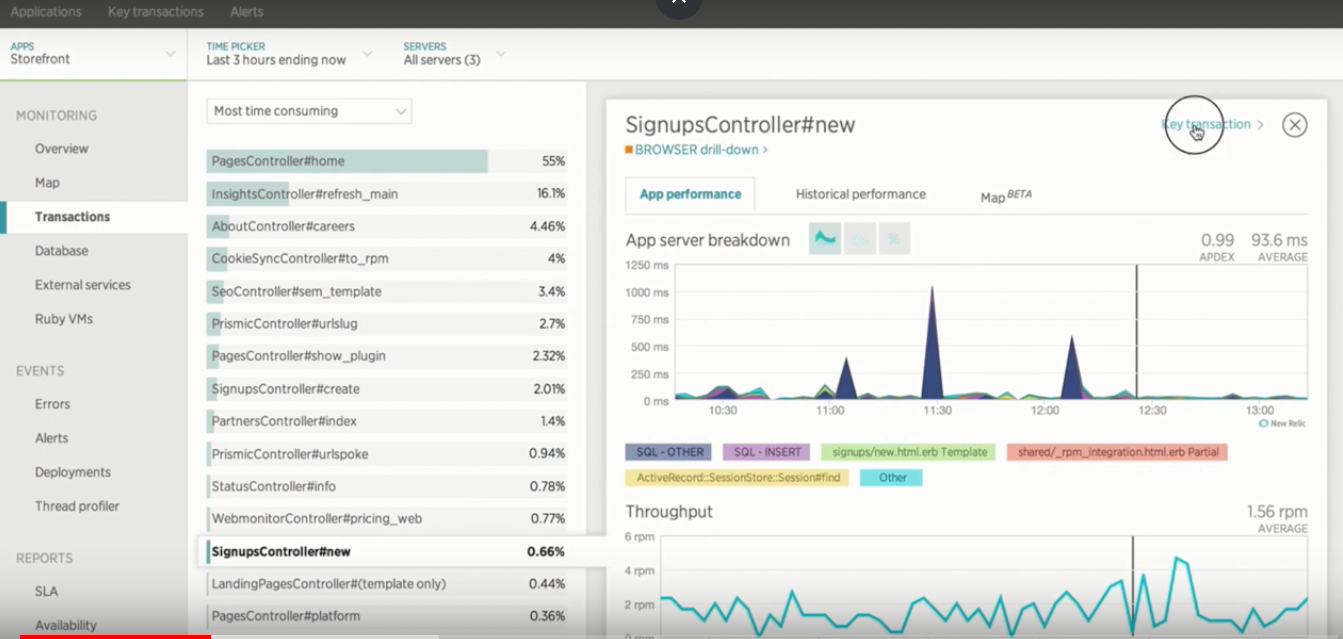 Applications Key transactions Alerts
APPS
Storefront
TIME PICKER
Last 3 hours ending now
SERVERS
All servers (3)
MONITORING
Overview
Map
Transactions
Database
External services
Ruby VMs
EVENTS
Errors
Alerts
Deployments
Thread profiler
REPORTS
SLA
Availability
Most time consuming
PagesController#home 55%
InsightsController#refresh_main 16.1%
AboutController#careers 4.46%
CookieSyncController#to_rpm 4%
SeoController#sem_template 3.4%
PrismicController#urlslug 2.7%
PagesController#show_plugin 2.32%
SignupsController#create 2.01%
PartnersController#index 1.4%
PrismicController#urlspoke 0.94%
StatusController#info 0.78%
WebmonitorController#pricing_web 0.77%
SignupsController#new 0.66%
LandingPagesController#(template only) 0.44%
PagesController#platform 0.36%
SignupsController#new
Key transaction >
BROWSER drill-down >
App performance Historical performance Map BETA
App server breakdown %
0.99 93.6 ms
APDEX AVERAGE
1250 ms
1000 ms
750 ms
500 ms
250 ms
0 ms
10:30 11:00 11:30 12:00 12:30 13:00
New Relic
SQL - OTHER SQL - INSERT signups/new.html.erb Template shared/_rpm_integration.html.erb Partial
ActiveRecord::SessionStore::Session#find Other
Throughput 1.56 rpm
AVERAGE
6 rpm
4 rpm
2 rpm